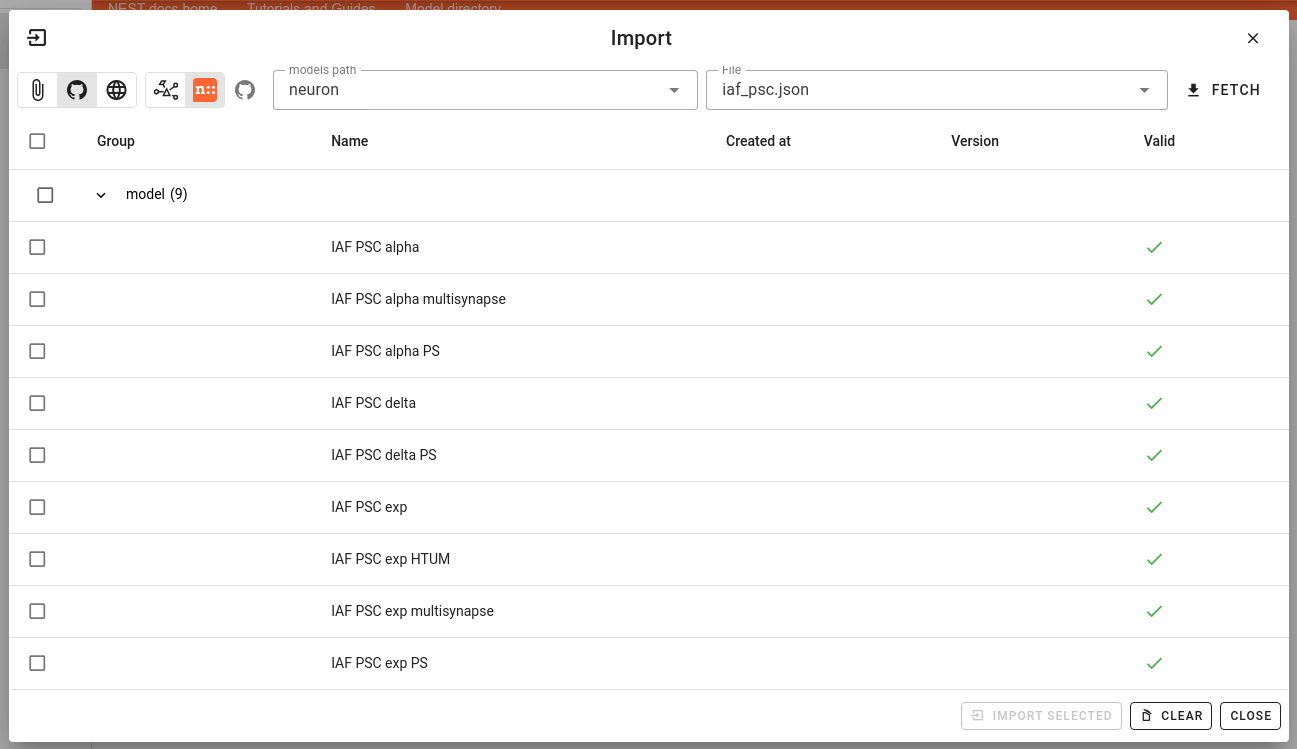 NEST docs home Tutorials and Guides Model directory
Import
n::
models path
neuron
File
iaf_psc.json
FETCH
Group Name Created at Version Valid
model (9)
IAF PSC alpha
IAF PSC alpha multisynapse
IAF PSC alpha PS
IAF PSC delta
IAF PSC delta PS
IAF PSC exp
IAF PSC exp HTUM
IAF PSC exp multisynapse
IAF PSC exp PS
IMPORT SELECTED CLEAR CLOSE